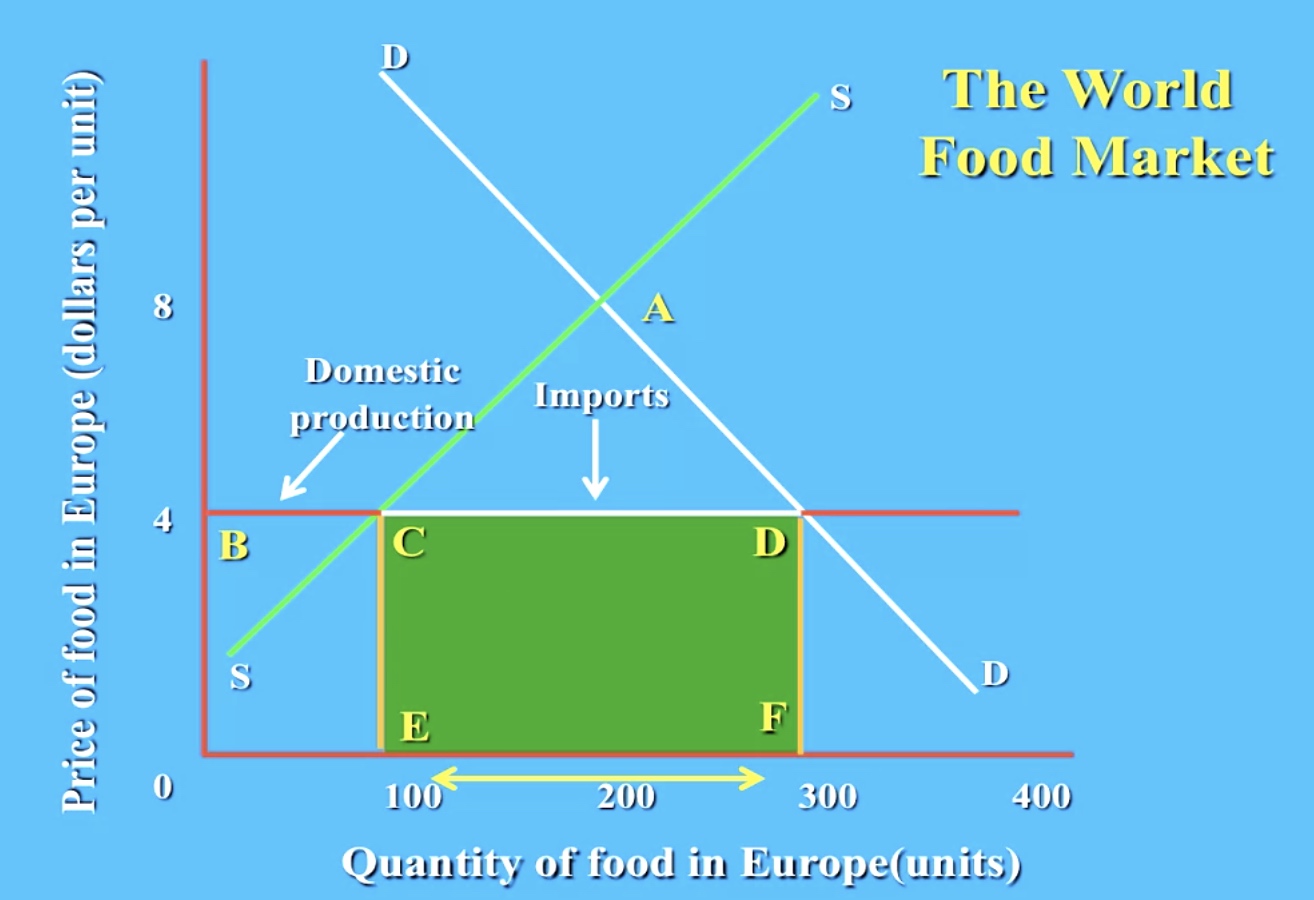 The World
Food Market
Price of food in Europe (dollars per unit)
D
S
8
A
Domestic
production
Imports
4
B
C
D
S
D
E
F
0
100
200
300
400
Quantity of food in Europe(units)